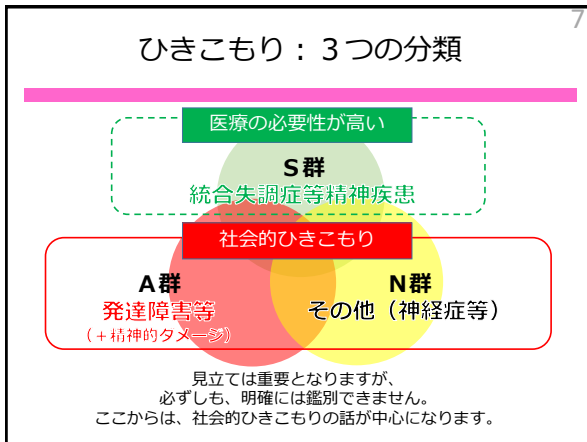 7
ひきこもり：３つの分類
医療の必要性が高い
Ｓ群
統合失調症等精神疾患
社会的ひきこもり
Ａ群
発達障害等
（＋精神的ダメージ）
Ｎ群
その他（神経症等）
見立ては重要となりますが、
必ずしも、明確には鑑別できません。
ここからは、社会的ひきこもりの話が中心になります。